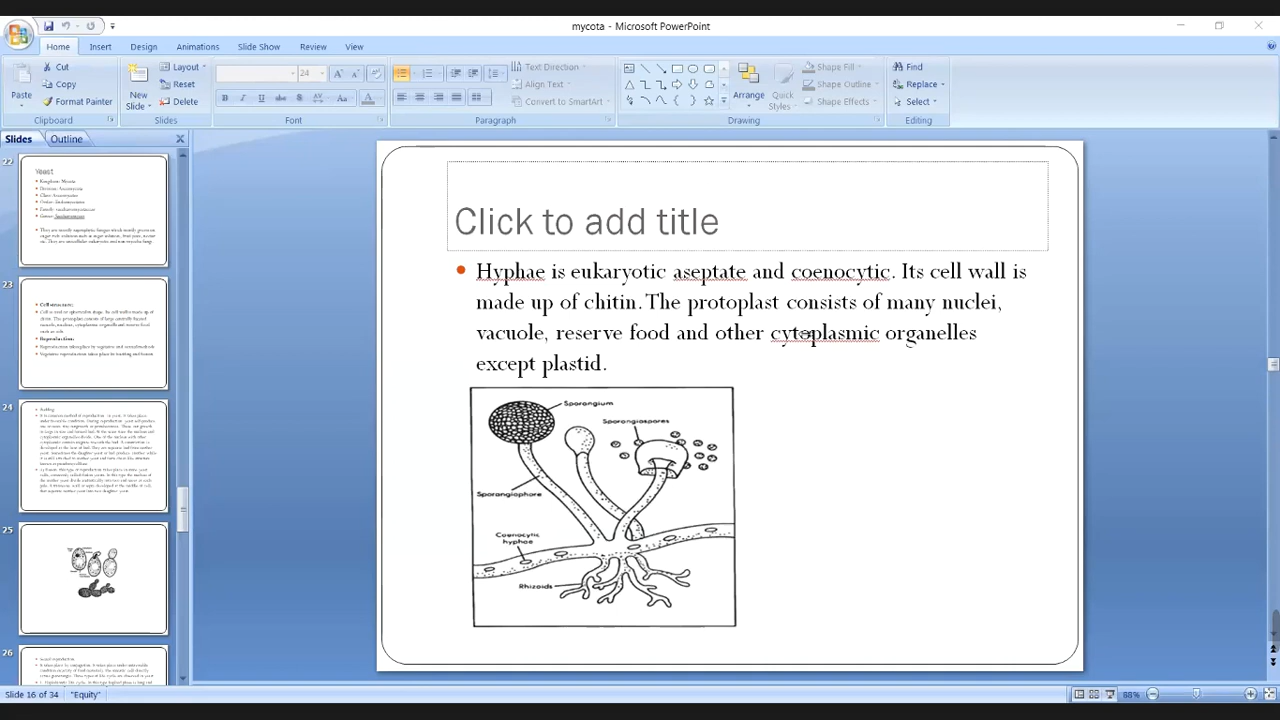 mycota - Microsoft PowerPoint
Home Insert Design Animations Slide Show Review View
Paste
Cut
Copy
Format Painter
Clipboard
New Slide
Layout
Reset
Delete
Slides
24
Font
Text Direction
Align Text
Convert to SmartArt
Paragraph
Arrange
Quick Styles
Shape Fill
Shape Outline
Shape Effects
Drawing
Find
Replace
Select
Editing
Slides Outline
22
Yeast
23
Cell structure:
Reproduction:
24
25
26
Click to add title
Hyphae is eukaryotic aseptate and coenocytic. Its cell wall is
made up of chitin. The protoplast consists of many nuclei,
vacuole, reserve food and other cytoplasmic organelles
except plastid.
Sporangium
Sporangiospores
Sporangiophore
Coenocytic
hyphae
Rhizoids
Slide 16 of 34 "Equity" 88%